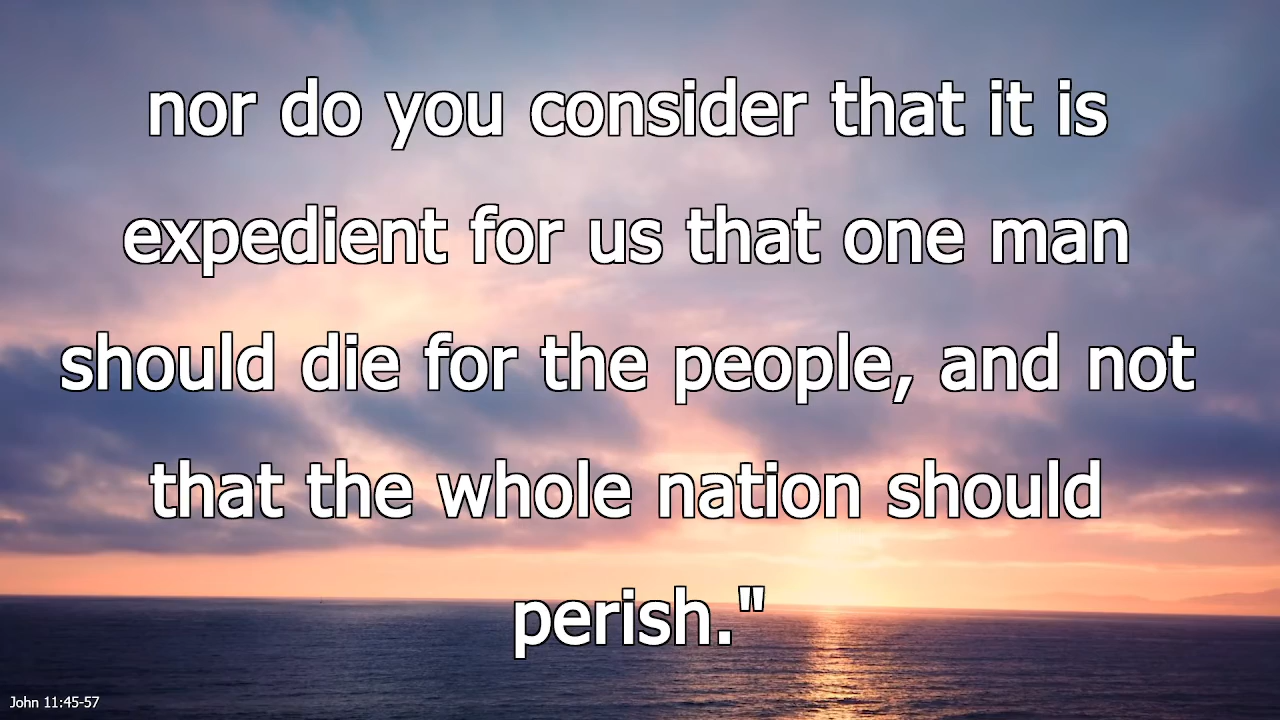 nor do you consider that it is
expedient for us that one man
should die for the people, and not
that the whole nation should
perish."
John 11:45-57